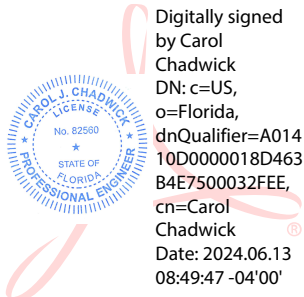 CAROL J. CHADWICK
LICENSE
No. 82560
STATE OF
FLORIDA
PROFESSIONAL ENGINEER
Digitally signed
by Carol
Chadwick
DN: c=US,
o=Florida,
dnQualifier=A014
10D0000018D463
B4E7500032FEE,
cn=Carol
Chadwick
Date: 2024.06.13
08:49:47 -04'00'
®